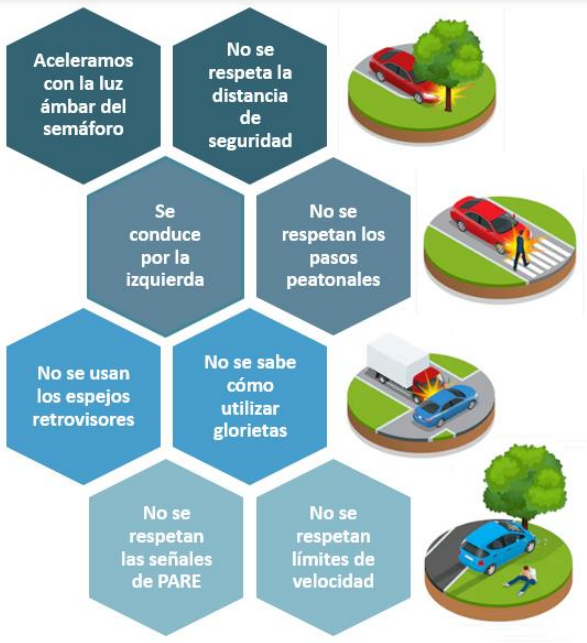 Aceleramos
con la luz
ámbar del
semáforo
No se
respeta la
distancia
de
seguridad
Se
conduce
por la
izquierda
No se
respetan los
pasos
peatonales
No se usan
los espejos
retrovisores
No se sabe
cómo
utilizar
glorietas
No se
respetan
las señales
de PARE
No se
respetan
límites de
velocidad